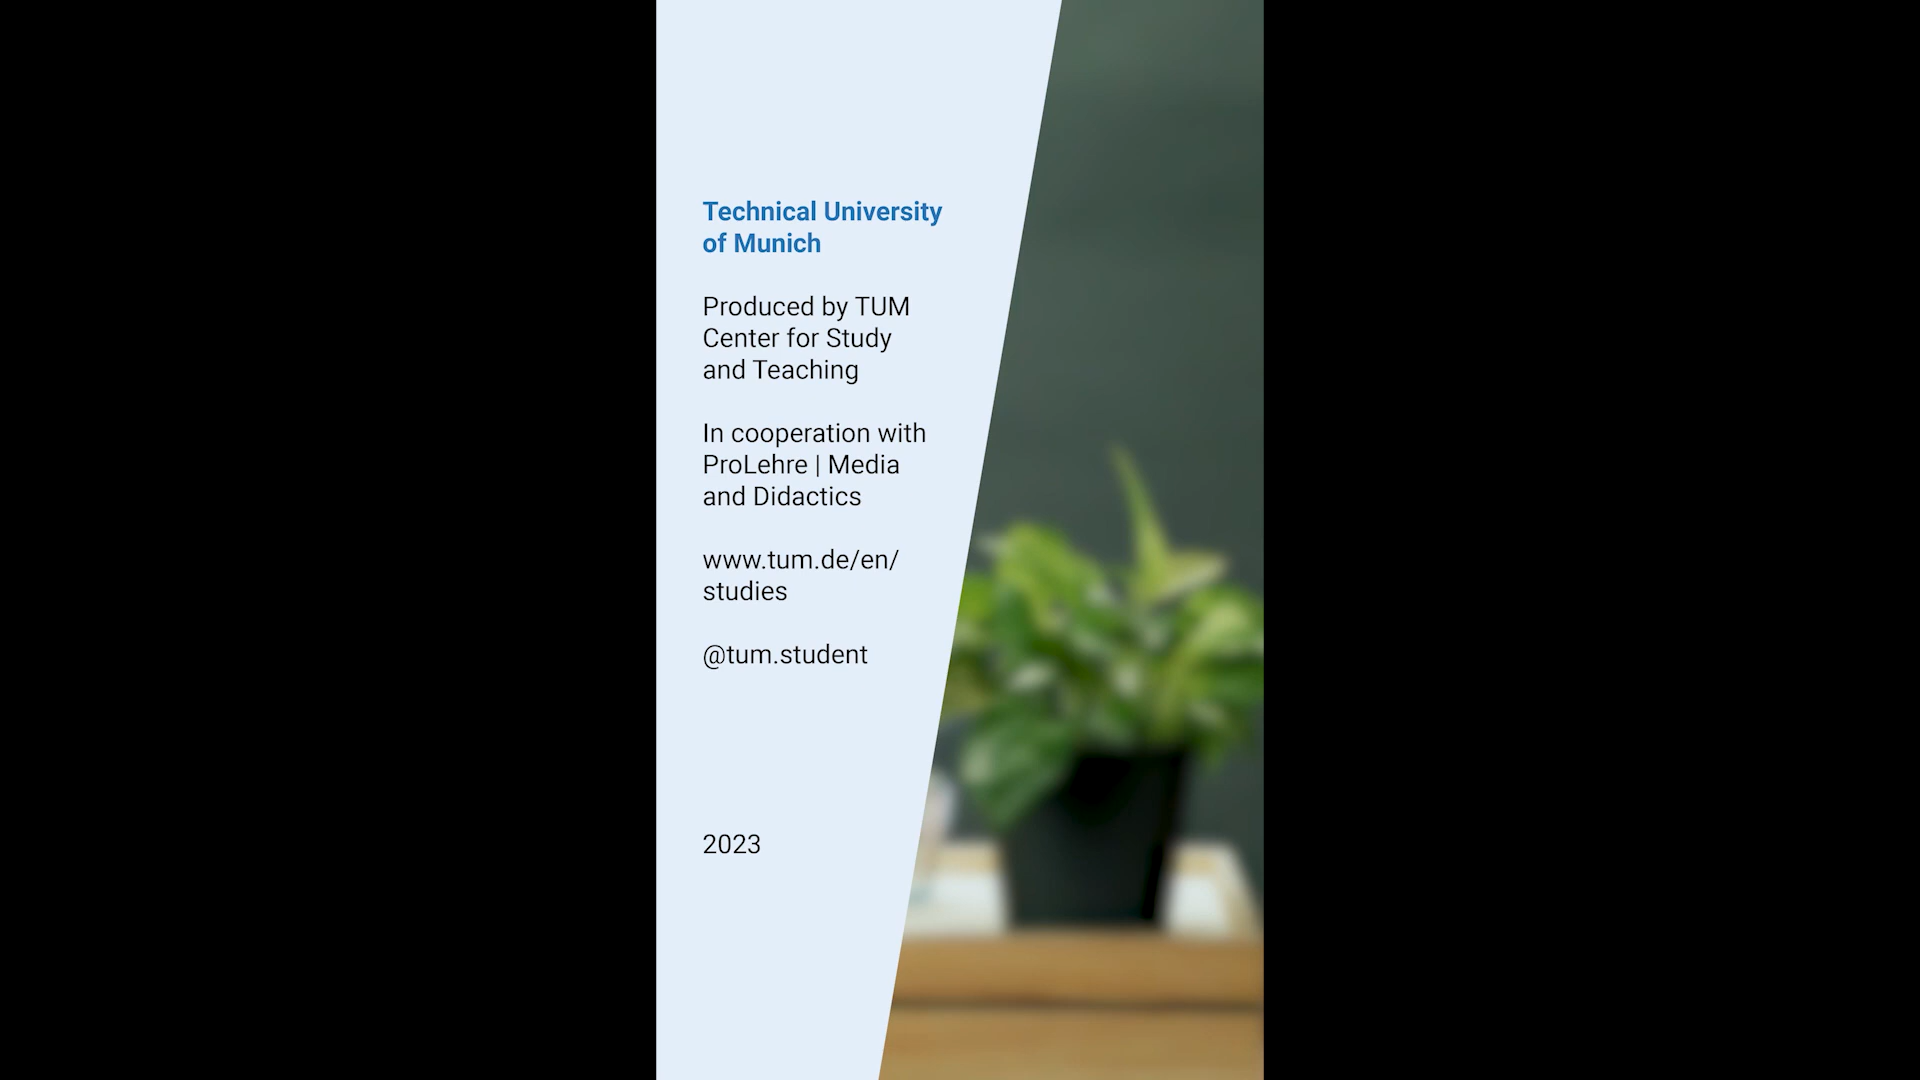 Technical University
of Munich
Produced by TUM
Center for Study
and Teaching
In cooperation with
ProLehre | Media
and Didactics
www.tum.de/en/
studies
@tum.student
2023